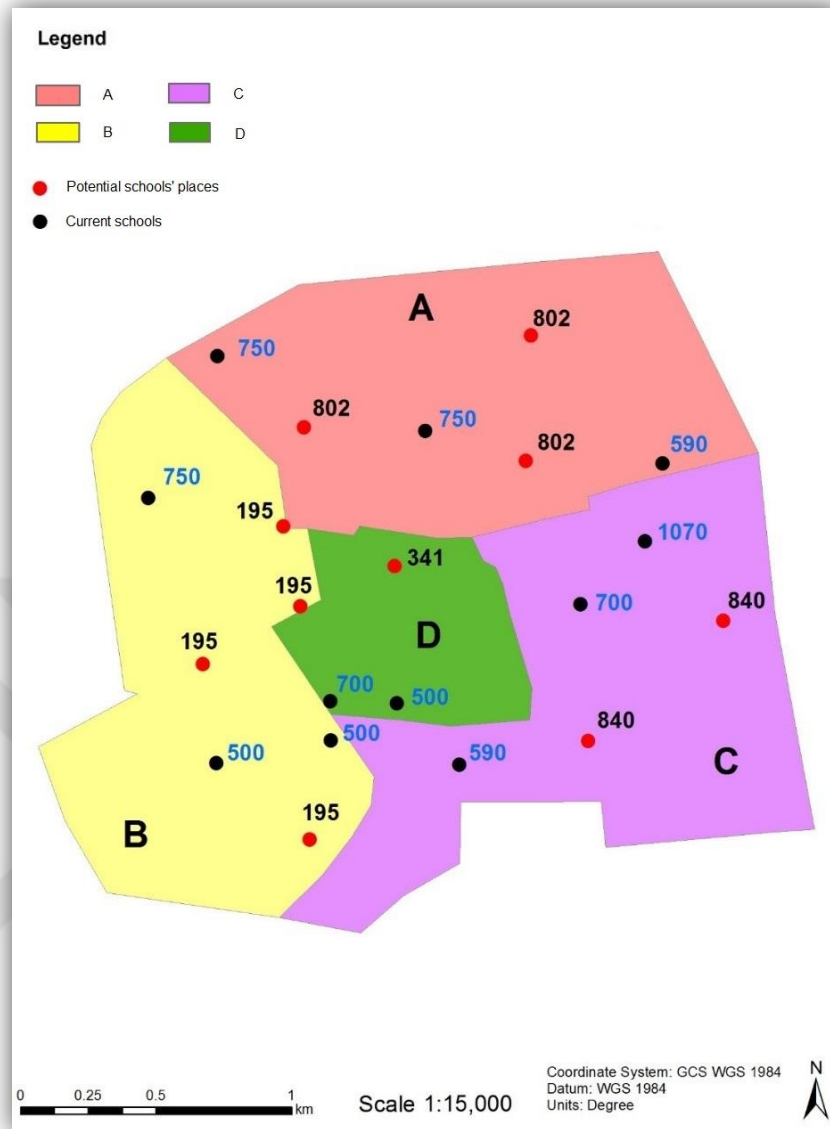 Legend
A C
B D
Potential schools' places
Current schools
A
802
750
802
750
802
590
750
195
1070
341
195
700
840
195
D
700
500
500
840
500
590
C
195
B
0 0.25 0.5 1
km
Scale 1:15,000
Coordinate System: GCS WGS 1984
Datum: WGS 1984
Units: Degree
N